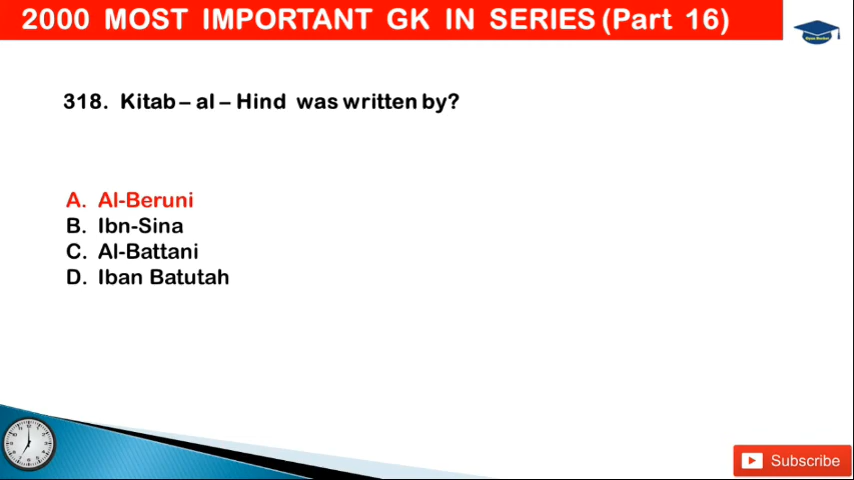 2000 MOST IMPORTANT GK IN SERIES (Part 16)
318. Kitab – al – Hind was written by?
A. Al-Beruni
B. Ibn-Sina
C. Al-Battani
D. Iban Batutah
Subscribe